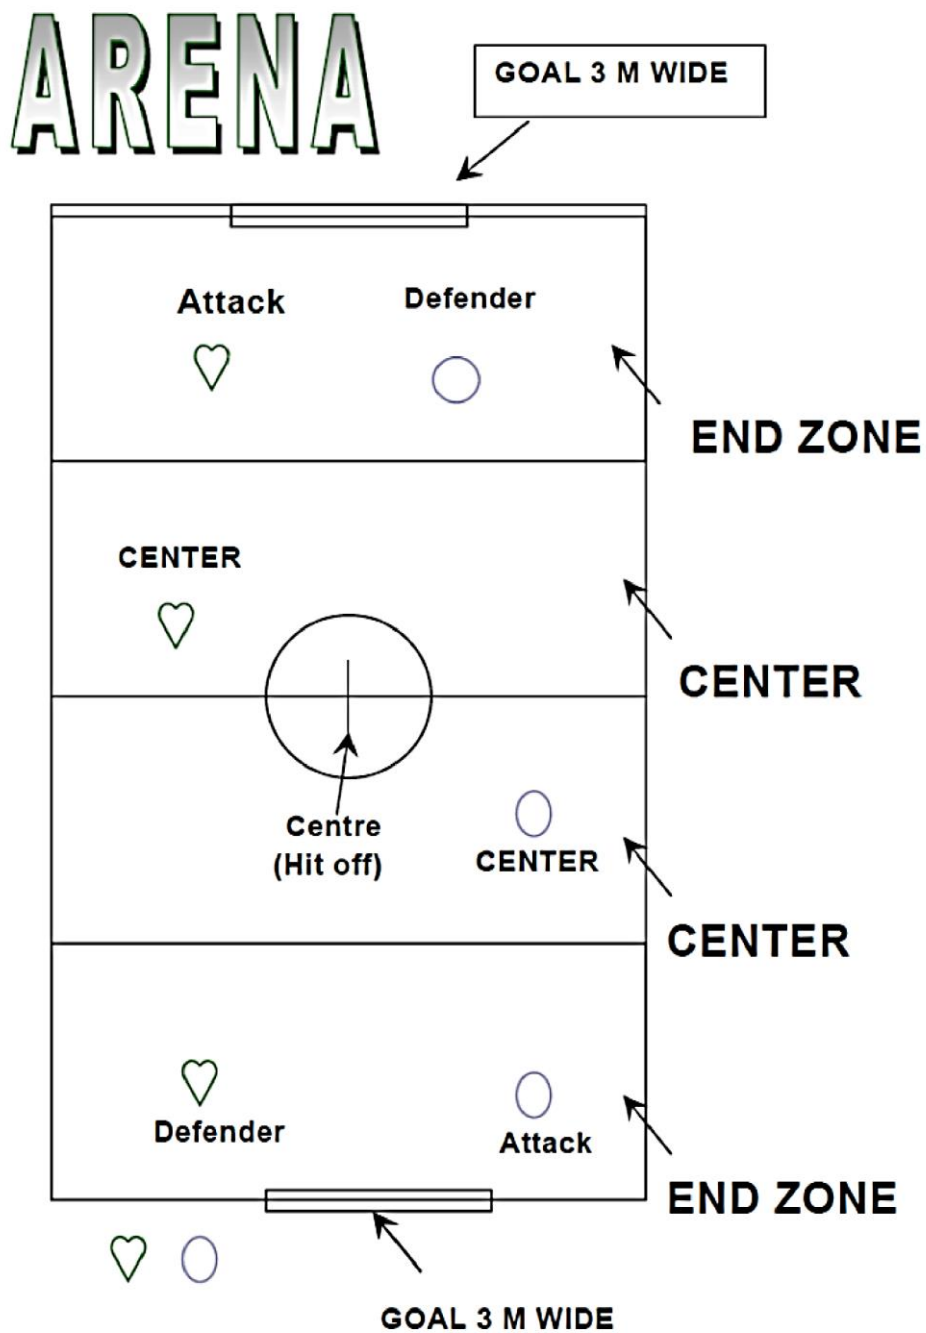 ARENA
GOAL 3 M WIDE
Attack
Defender
END ZONE
CENTER
CENTER
Centre
(Hit off)
CENTER
CENTER
Defender
Attack
END ZONE
GOAL 3 M WIDE